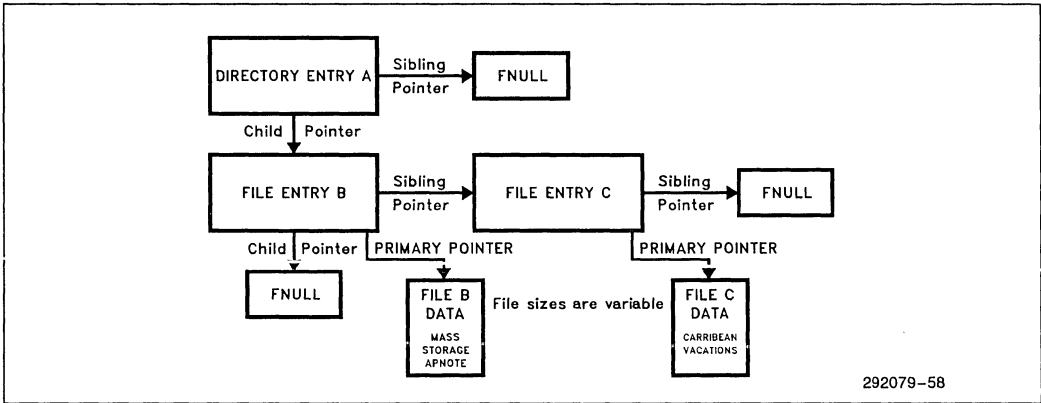 DIRECTORY ENTRY A
Sibling
Pointer
FNULL
Child Pointer
FILE ENTRY B
Sibling
Pointer
FILE ENTRY C
Sibling
Pointer
FNULL
Child Pointer
PRIMARY POINTER
PRIMARY POINTER
FNULL
FILE B
DATA
MASS
STORAGE
APNOTE
File sizes are variable
FILE C
DATA
CARRIBEAN
VACATIONS
292079-58